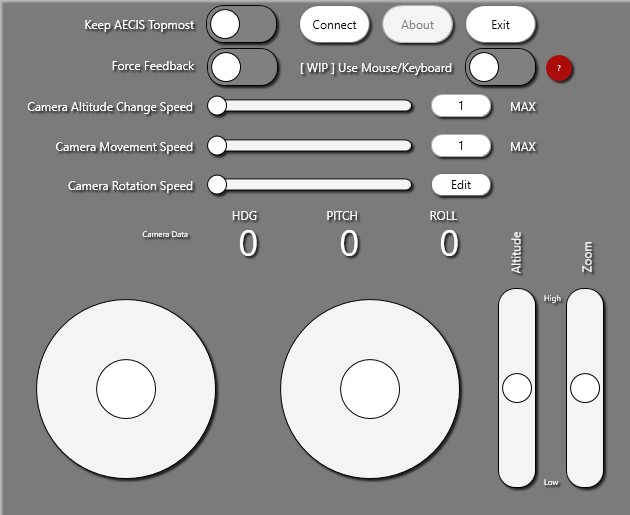 Keep AECIS Topmost
Connect
About
Exit
Force Feedback
[ WIP ] Use Mouse/Keyboard
?
Camera Altitude Change Speed
1
MAX
Camera Movement Speed
1
MAX
Camera Rotation Speed
Edit
HDG
PITCH
ROLL
Camera Data
0
0
0
Altitude
Zoom
High
Low